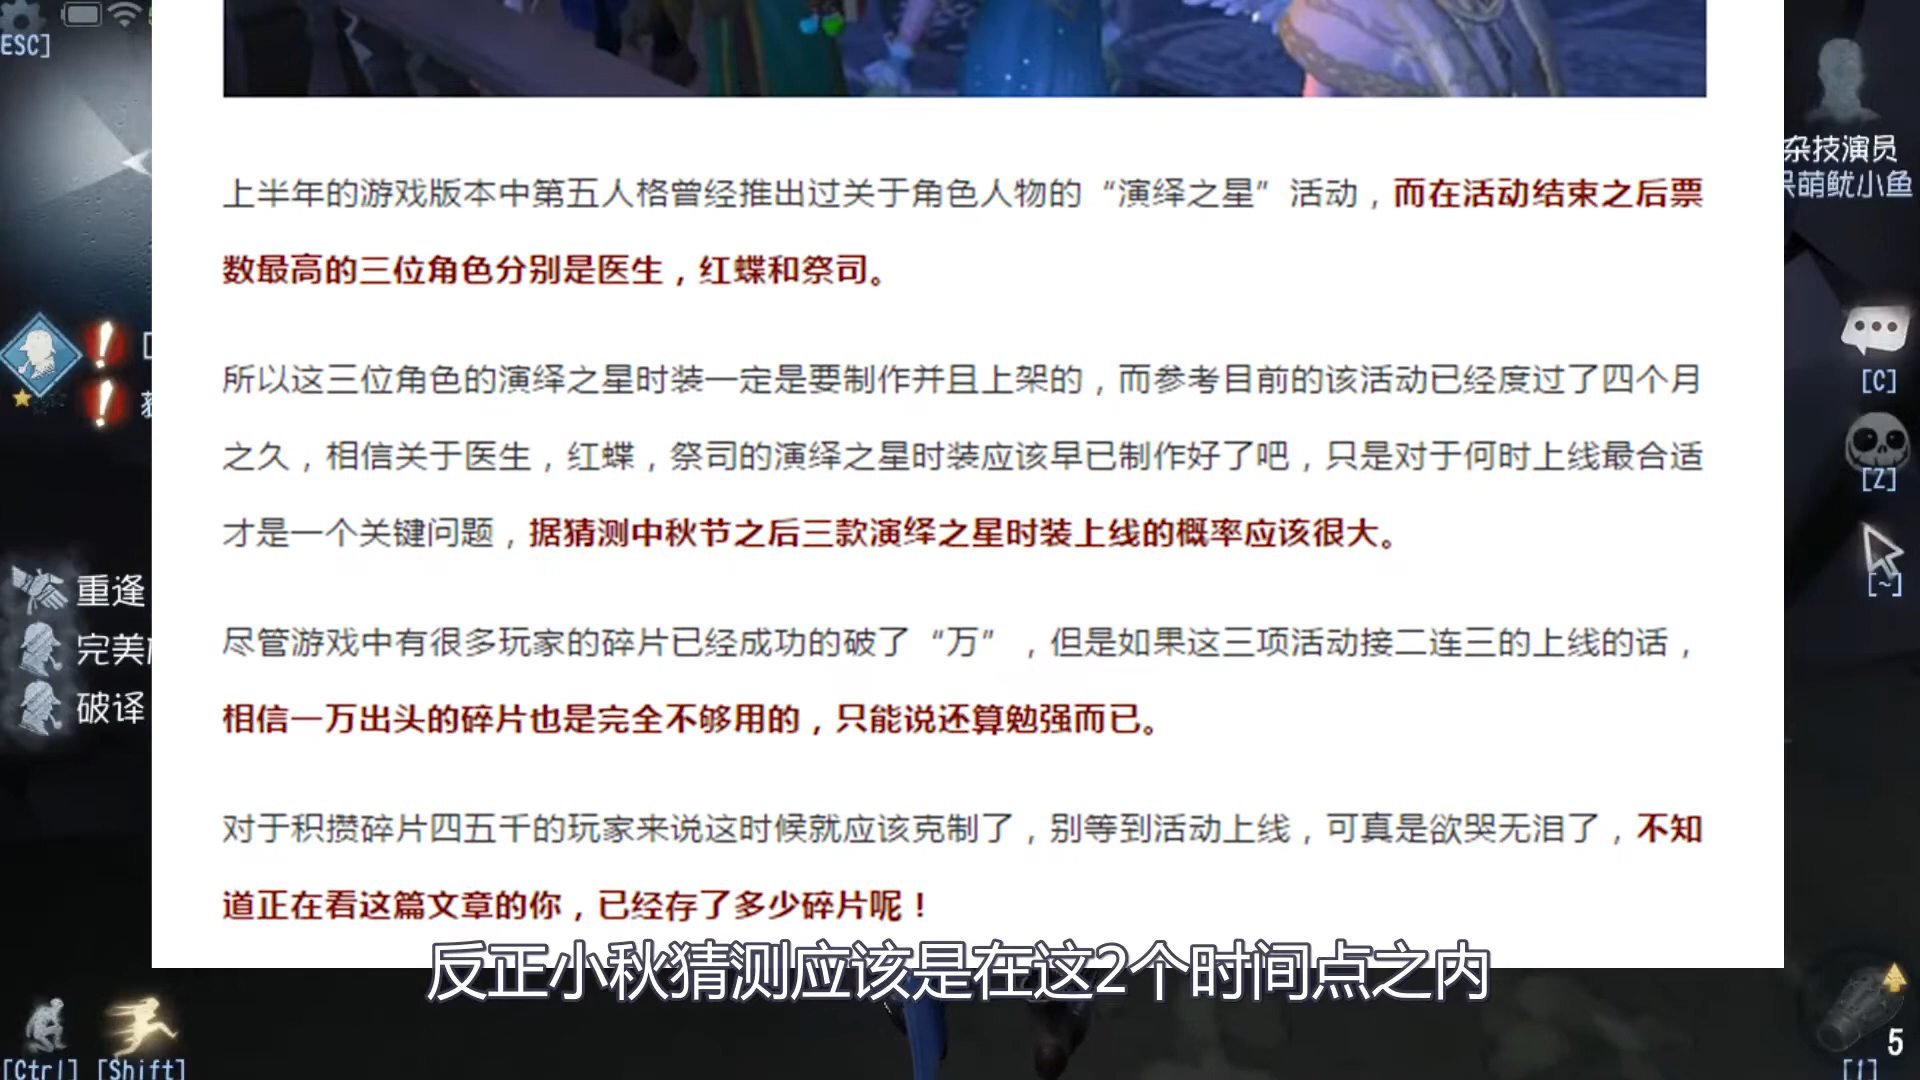 ESC]
杂技演员
萌鱿小鱼
上半年的游戏版本中第五人格曾经推出过关于角色人物的“演绎之星”活动，而在活动结束之后票
数最高的三位角色分别是医生，红蝶和祭司。
所以这三位角色的演绎之星时装一定是要制作并且上架的，而参考目前的该活动已经度过了四个月
之久，相信关于医生，红蝶，祭司的演绎之星时装应该早已制作好了吧，只是对于何时上线最合适
才是一个关键问题，据猜测中秋节之后三款演绎之星时装上线的概率应该很大。
尽管游戏中有很多玩家的碎片已经成功的破了“万”，但是如果这三项活动接二连三的上线的话，
相信一万出头的碎片也是完全不够用的，只能说还算勉强而已。
对于积攒碎片四五千的玩家来说这时候就应该克制了，别等到活动上线，可真是欲哭无泪了，不知
道正在看这篇文章的你，已经存了多少碎片呢！
[C]
[Z]
[~]
重逢
完美
破译
反正小秋猜测应该是在这2个时间点之内
[Ctrl] [Shift]
5
[1]